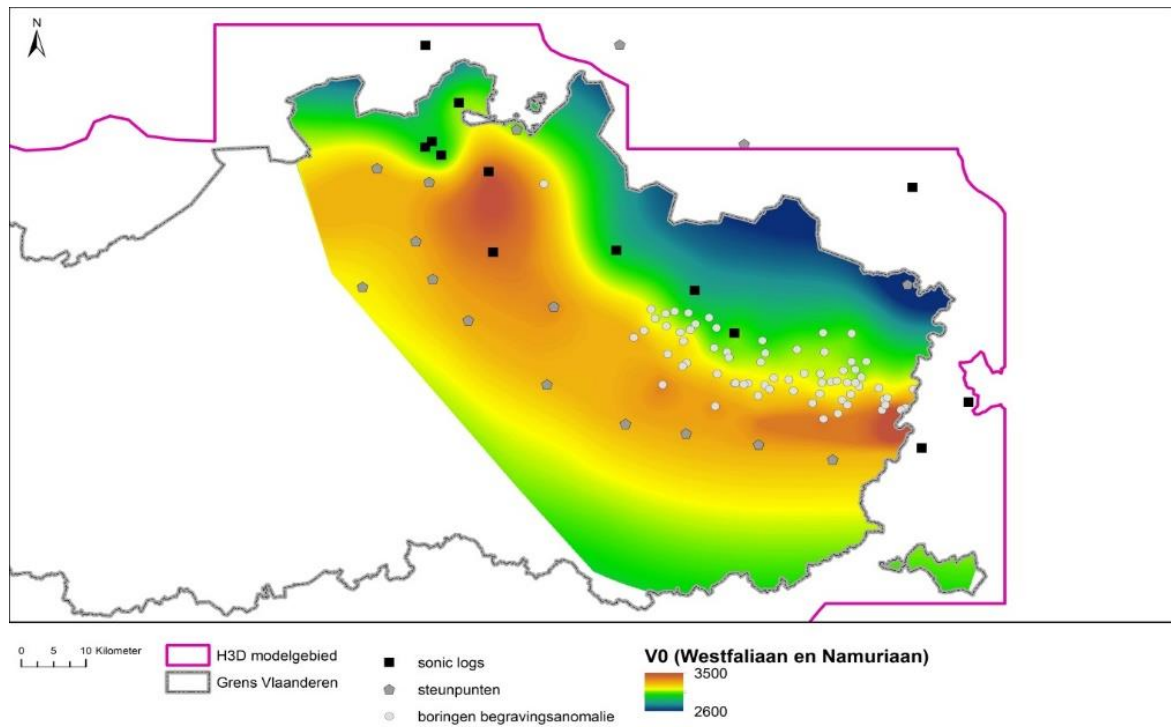 N
0 5 10 Kilometer
H3D modelgebied
Grens Vlaanderen
sonic logs
steunpunten
boringen begravingsanomalie
V0 (Westfaliaan en Namuriaan)
3500
2600